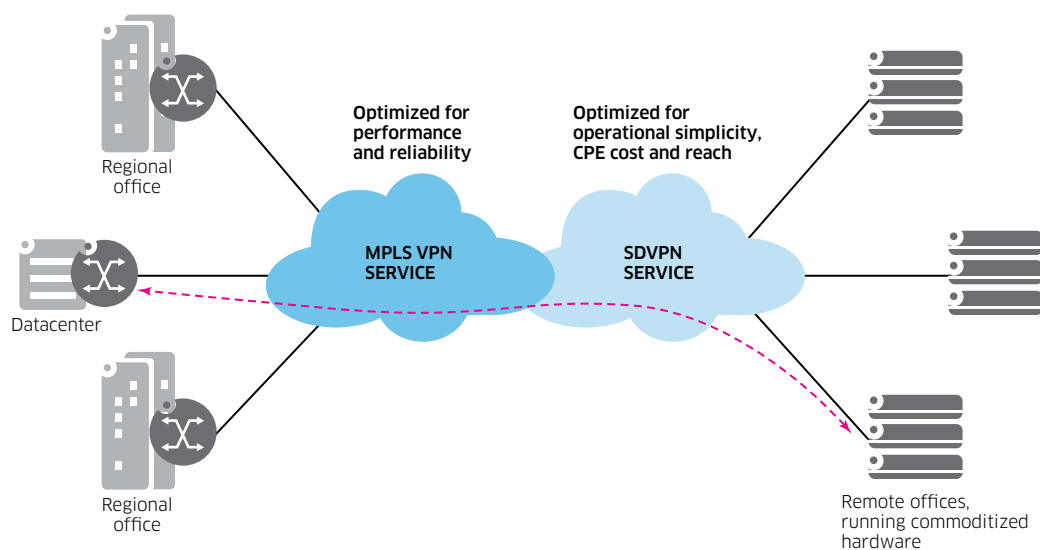 Optimized for
performance
and reliability
Optimized for
operational simplicity,
CPE cost and reach
Regional
office
MPLS VPN
SERVICE
SDVPN
SERVICE
Datacenter
Regional
office
Remote offices,
running commoditized
hardware